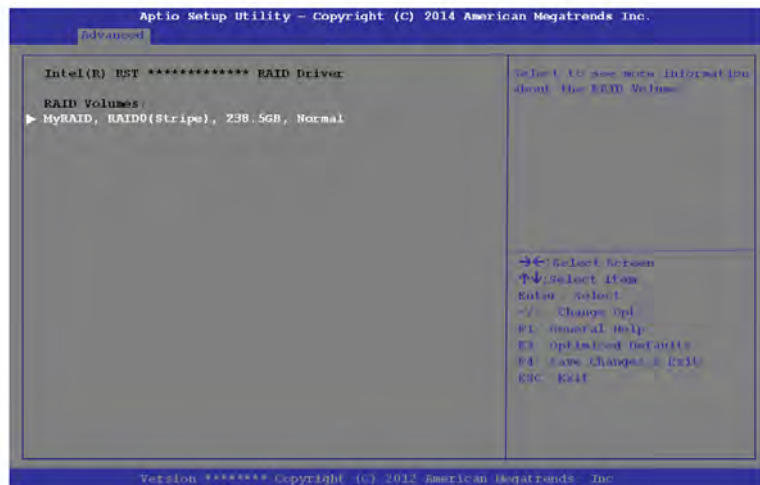 Aptio Setup Utility – Copyright (C) 2014 American Megatrends Inc.
Advanced
Intel(R) RST ************* RAID Driver
Select to see more information
about the RAID Volume
RAID Volumes:
▶ MyRAID, RAID0(Stripe), 238.5GB, Normal
→←:Select Screen
↑↓:Select Item
Enter: Select
+/-: Change Opt
F1: General Help
F3: Optimized Defaults
F4: Save Changes & Exit
ESC: Exit
Version ******** Copyright (C) 2012 American Megatrends Inc